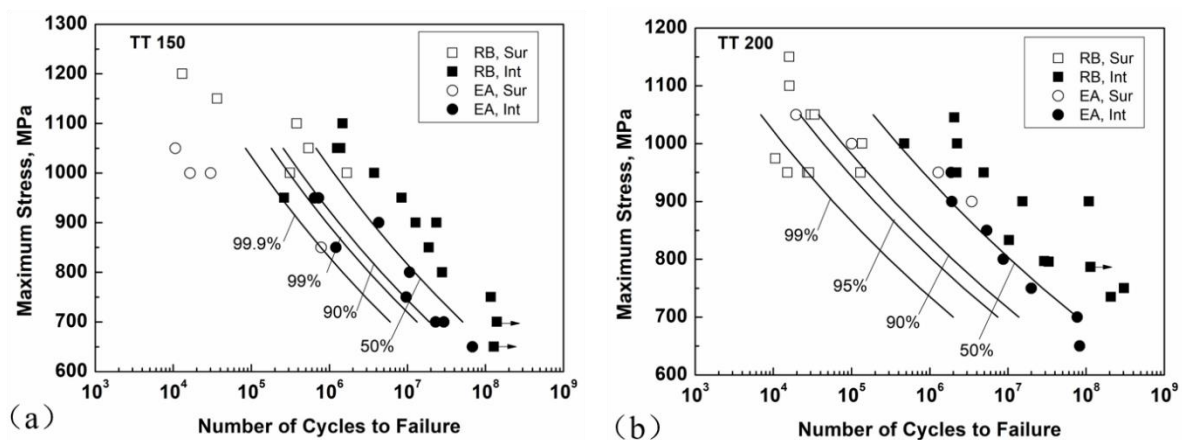 TT 150
RB, Sur
RB, Int
EA, Sur
EA, Int
1300
1200
1100
1000
900
800
700
600
Maximum Stress, MPa
99.9%
99%
90%
50%
10³ 10⁴ 10⁵ 10⁶ 10⁷ 10⁸ 10⁹
Number of Cycles to Failure
(a)
TT 200
RB, Sur
RB, Int
EA, Sur
EA, Int
1200
1100
1000
900
800
700
600
Maximum Stress, MPa
99%
95%
90%
50%
10³ 10⁴ 10⁵ 10⁶ 10⁷ 10⁸ 10⁹
Number of Cycles to Failure
(b)